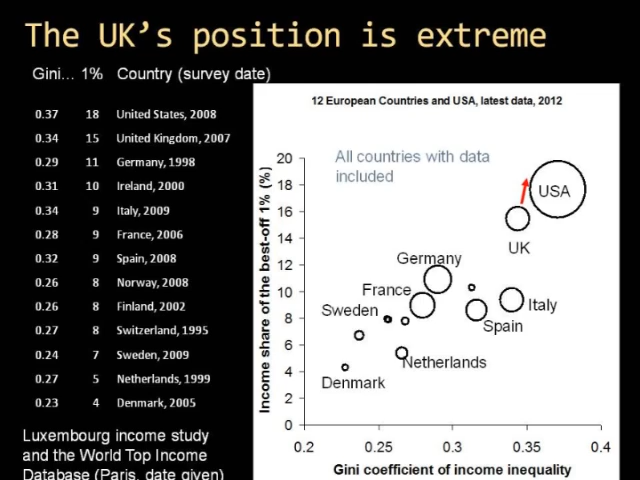 The UK's position is extreme
Gini... 1% Country (survey date)
0.37 18 United States, 2008
0.34 15 United Kingdom, 2007
0.29 11 Germany, 1998
0.31 10 Ireland, 2000
0.34 9 Italy, 2009
0.28 9 France, 2006
0.32 9 Spain, 2008
0.26 8 Norway, 2008
0.26 8 Finland, 2002
0.27 8 Switzerland, 1995
0.24 7 Sweden, 2009
0.27 5 Netherlands, 1999
0.23 4 Denmark, 2005
Luxembourg income study
and the World Top Income
Database (Paris, date given)
12 European Countries and USA, latest data, 2012
All countries with data
included
Income share of the best-off 1% (%)
20
18
16
14
12
10
8
6
4
2
0
USA
UK
Germany
France
Italy
Sweden
Spain
Netherlands
Denmark
0.2 0.25 0.3 0.35 0.4
Gini coefficient of income inequality